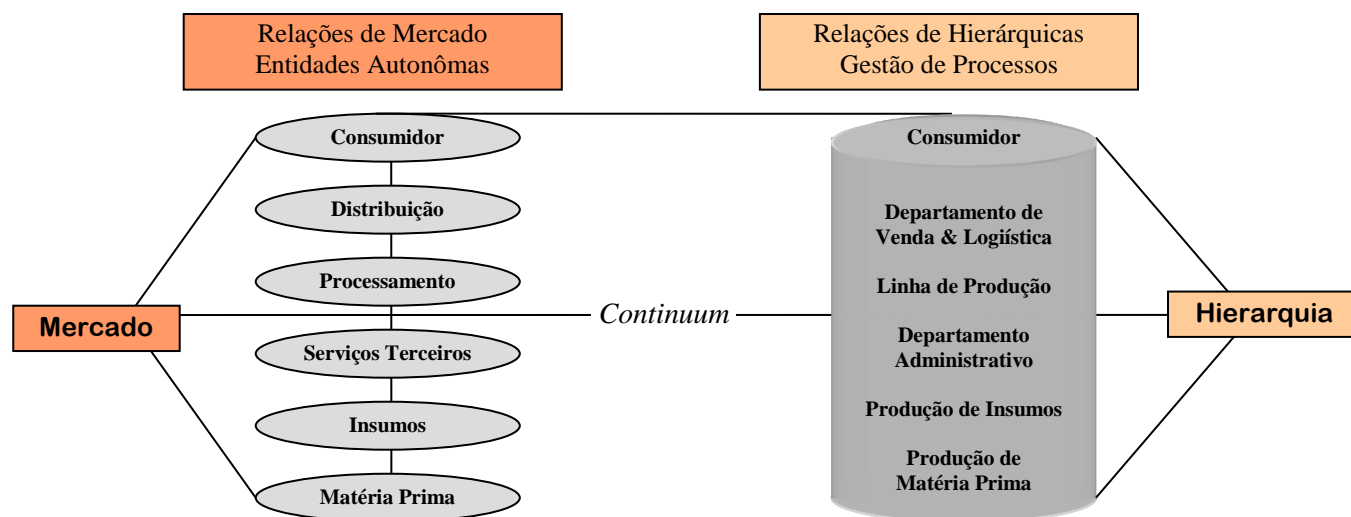 Relações de Mercado
Entidades Autonômas
Relações de Hierárquicas
Gestão de Processos
Consumidor
Distribuição
Processamento
Serviços Terceiros
Insumos
Matéria Prima
Mercado
Continuum
Consumidor
Departamento de
Venda & Logiística
Linha de Produção
Departamento
Administrativo
Produção de Insumos
Produção de
Matéria Prima
Hierarquia